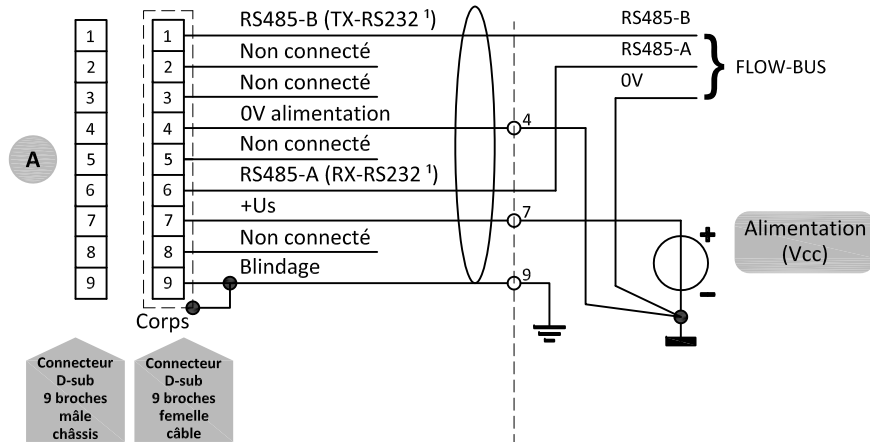 RS485-B (TX-RS232 ¹)
RS485-B
1
1
Non connecté
RS485-A
2
2
FLOW-BUS
Non connecté
0V
3
3
0V alimentation
4
4
4
Non connecté
A
5
5
RS485-A (RX-RS232 ¹)
6
6
+Us
7
7
7
Non connecté
+
Alimentation
(Vcc)
8
8
Blindage
–
9
9
9
Corps
Connecteur
D-sub
9 broches
mâle
châssis
Connecteur
D-sub
9 broches
femelle
câble